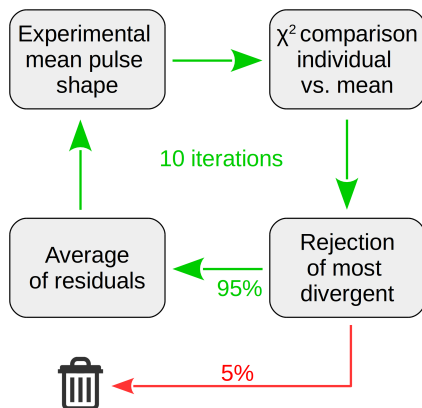 Experimental
mean pulse
shape
χ² comparison
individual
vs. mean
10 iterations
Average
of residuals
95%
Rejection
of most
divergent
5%